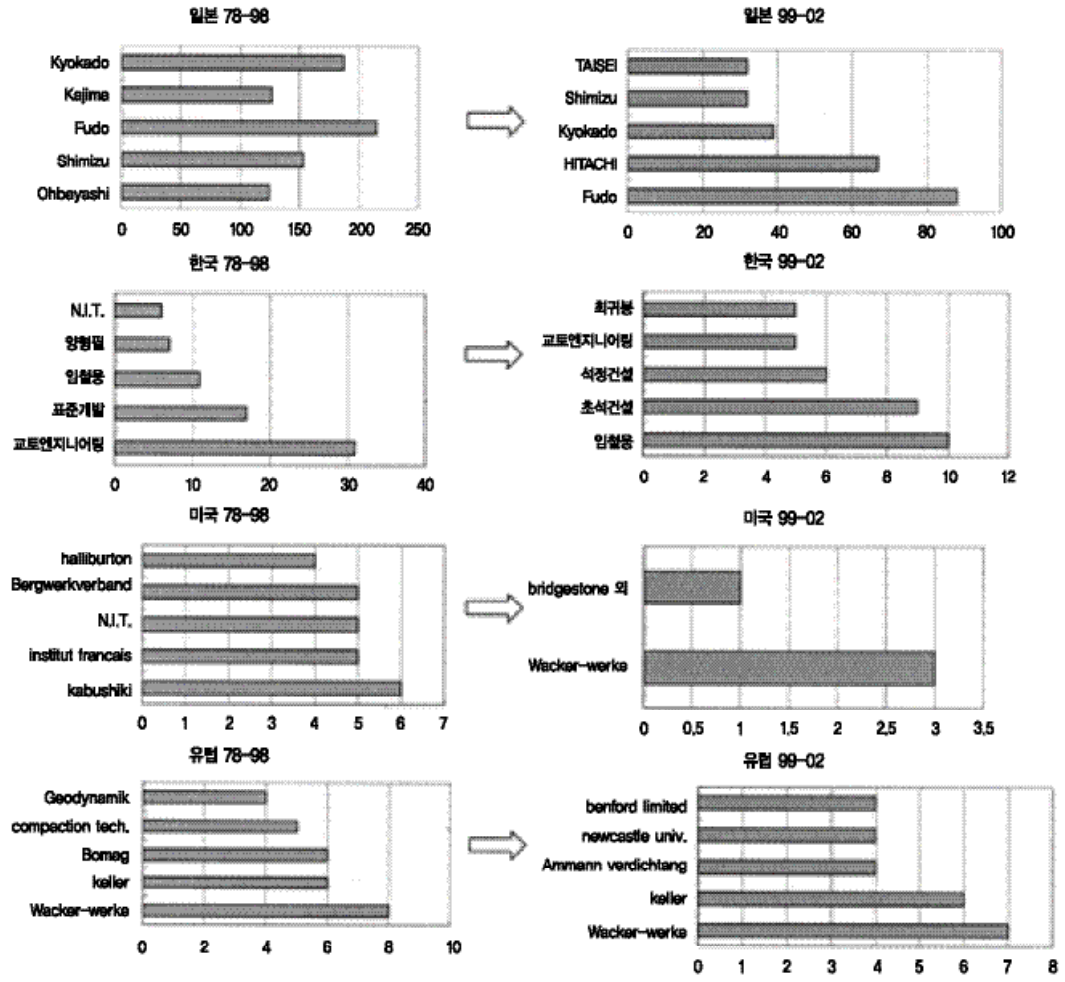 일본 78-98
Kyokado
Kajima
Fudo
Shimizu
Ohbayashi
0 50 100 150 200 250
일본 99-02
TAISEI
Shimizu
Kyokado
HITACHI
Fudo
0 20 40 60 80 100
한국 78-98
N.I.T.
양형필
임철웅
표준개발
교토엔지니어링
0 10 20 30 40
한국 99-02
최귀봉
교토엔지니어링
석정건설
초석건설
임철웅
0 2 4 6 8 10 12
미국 78-98
halliburton
Bergwerkverband
N.I.T.
institut francais
kabushiki
0 1 2 3 4 5 6 7
미국 99-02
bridgestone 외
Wacker-werke
0 0.5 1 1.5 2 2.5 3 3.5
유럽 78-98
Geodynamik
compaction tech.
Bomag
keller
Wacker-werke
0 2 4 6 8 10
유럽 99-02
benford limited
newcastle univ.
Ammann verdichtang
keller
Wacker-werke
0 1 2 3 4 5 6 7 8